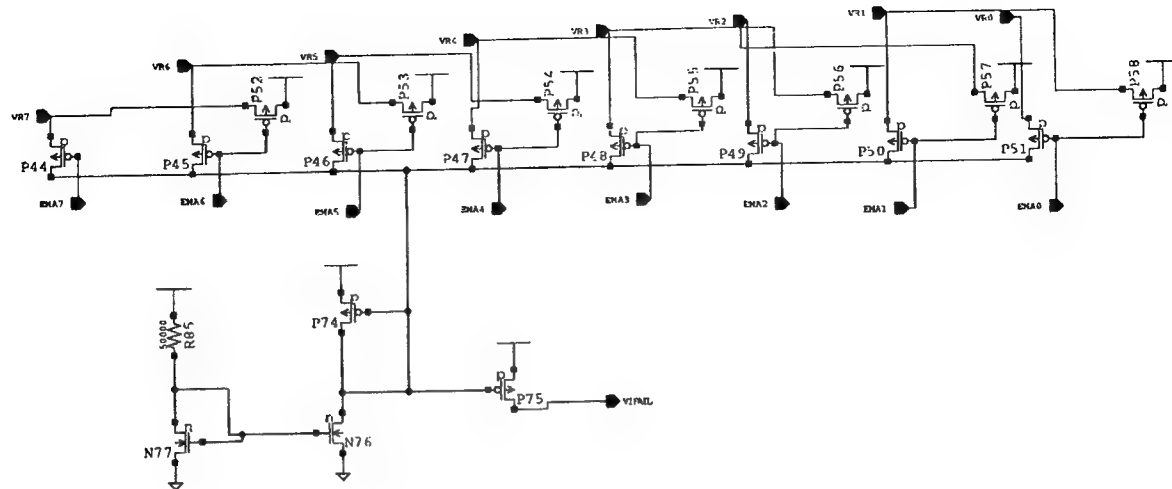 VR7
VR6
VR5
VR4
VR3
VR2
VR1
VR0
P52
p
P53
p
P54
p
P55
p
P56
p
P57
p
P58
p
p
P44
p
P45
p
P46
p
P47
p
P48
p
P49
p
P50
p
P51
ENA7
ENA6
ENA5
ENA4
ENA3
ENA2
ENA1
ENA0
50000
R85
p
P74
p
P75
n
N77
n
N76